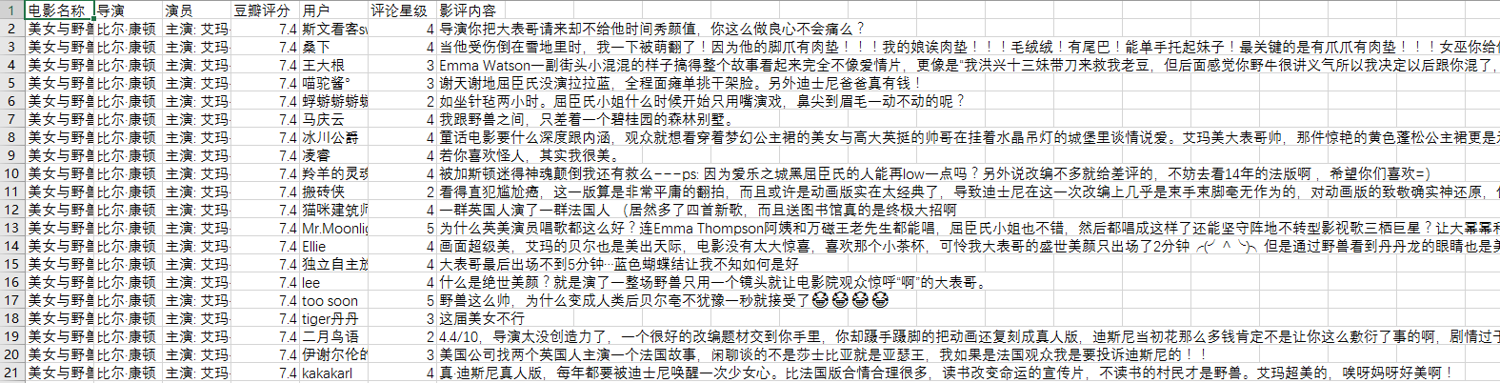 1 电影名称 导演 演员 豆瓣评分 用户 评论星级 影评内容
2 美女与野兽 比尔·康顿 主演: 艾玛· 7.4 斯文看客sv 4 导演你把大表哥请来却不给他时间秀颜值，你这么做良心不会痛么？
3 美女与野兽 比尔·康顿 主演: 艾玛· 7.4 桑下 4 当他受伤倒在雪地里时，我一下被萌翻了！因为他的脚爪有肉垫！！！我的娘诶肉垫！！！毛绒绒！有尾巴！能单手托起妹子！最关键的是有爪爪有肉垫！！！女巫你给
4 美女与野兽 比尔·康顿 主演: 艾玛· 7.4 王大根 3 Emma Watson一副街头小混混的样子搞得整个故事看起来完全不像爱情片，更像是“我洪兴十三妹带刀来救我老豆，但后面感觉你野牛很讲义气所以我决定以后跟你混了，
5 美女与野兽 比尔·康顿 主演: 艾玛· 7.4 喵驼酱° 3 谢天谢地屈臣氏没演拉拉蓝，全程面瘫单挑干架脸。另外迪士尼爸爸真有钱！
6 美女与野兽 比尔·康顿 主演: 艾玛· 7.4 蜉蝣蝣蝣蝣 2 如坐针毡两小时。屈臣氏小姐什么时候开始只用嘴演戏，鼻尖到眉毛一动不动的呢？
7 美女与野兽 比尔·康顿 主演: 艾玛· 7.4 马庆云 4 我跟野兽之间，只差着一个碧桂园的森林别墅。
8 美女与野兽 比尔·康顿 主演: 艾玛· 7.4 冰川公爵 4 童话电影要什么深度跟内涵，观众就想看穿着梦幻公主裙的美女与高大英挺的帅哥在挂着水晶吊灯的城堡里谈情说爱。艾玛美大表哥帅，那件惊艳的黄色蓬松公主裙更是
9 美女与野兽 比尔·康顿 主演: 艾玛· 7.4 凌睿 4 若你喜欢怪人，其实我很美。
10 美女与野兽 比尔·康顿 主演: 艾玛· 7.4 羚羊的灵魂 4 被加斯顿迷得神魂颠倒我还有救么~~~ps: 因为爱乐之城黑屈臣氏的人能再low一点吗？另外说改编不多就给差评的，不妨去看14年的法版啊 ，希望你们喜欢=)
11 美女与野兽 比尔·康顿 主演: 艾玛· 7.4 搬砖侠 2 看得直犯尴尬癌，这一版算是非常平庸的翻拍，而且或许是动画版实在太经典了，导致迪士尼在这一次改编上几乎是束手束脚毫无作为的，对动画版的致敬确实神还原，
12 美女与野兽 比尔·康顿 主演: 艾玛· 7.4 猫咪建筑师 4 一群英国人演了一群法国人 （居然多了四首新歌，而且送图书馆真的是终极大招啊
13 美女与野兽 比尔·康顿 主演: 艾玛· 7.4 Mr.Moonlig 5 为什么英美演员唱歌都这么好？连Emma Thompson阿姨和万磁王老先生都能唱，屈臣氏小姐也不错，然后都唱成这样了还能坚守阵地不转型影视歌三栖巨星？让大幂幂和
14 美女与野兽 比尔·康顿 主演: 艾玛· 7.4 Ellie 4 画面超级美，艾玛的贝尔也是美出天际，电影没有太大惊喜，喜欢那个小茶杯，可怜我大表哥的盛世美颜只出场了2分钟╭(╯^╰)╮但是通过野兽看到丹丹龙的眼睛也是美
15 美女与野兽 比尔·康顿 主演: 艾玛· 7.4 独立自主放 4 大表哥最后出场不到5分钟···蓝色蝴蝶结让我不知如何是好
16 美女与野兽 比尔·康顿 主演: 艾玛· 7.4 lee 4 什么是绝世美颜？就是演了一整场野兽只用一个镜头就让电影院观众惊呼“啊”的大表哥。
17 美女与野兽 比尔·康顿 主演: 艾玛· 7.4 too soon 5 野兽这么帅，为什么变成人类后贝尔毫不犹豫一秒就接受了😂😂😂😂
18 美女与野兽 比尔·康顿 主演: 艾玛· 7.4 tiger丹丹 3 这届美女不行
19 美女与野兽 比尔·康顿 主演: 艾玛· 7.4 二月鸟语 2 4.4/10，导演太没创造力了，一个很好的改编题材交到你手里，你却蹑手蹑脚的把动画还复刻成真人版，迪斯尼当初花那么多钱肯定不是让你这么敷衍了事的啊，剧情过于
20 美女与野兽 比尔·康顿 主演: 艾玛· 7.4 伊谢尔伦的 3 美国公司找两个英国人主演一个法国故事，闲聊谈的不是莎士比亚就是亚瑟王，我如果是法国观众我是要投诉迪斯尼的！！
21 美女与野兽 比尔·康顿 主演: 艾玛· 7.4 kakakarl 4 真·迪斯尼真人版，每年都要被迪士尼唤醒一次少女心。比法国版合情合理很多，读书改变命运的宣传片，不读书的村民才是野兽。艾玛超美的，唉呀妈呀好美啊！